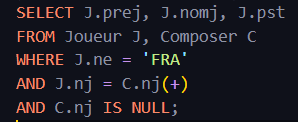 SELECT J.prej, J.nomj, J.pst
FROM Joueur J, Composer C
WHERE J.ne = 'FRA'
AND J.nj = C.nj(+)
AND C.nj IS NULL;